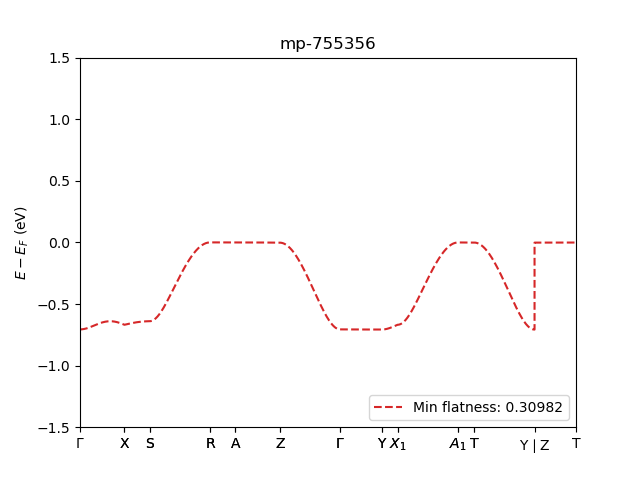 mp-755356
E − E_F (eV)
1.5
1.0
0.5
0.0
−0.5
−1.0
−1.5
Min flatness: 0.30982
Γ X S R A Z Γ Y X₁ A₁ T Y | Z T